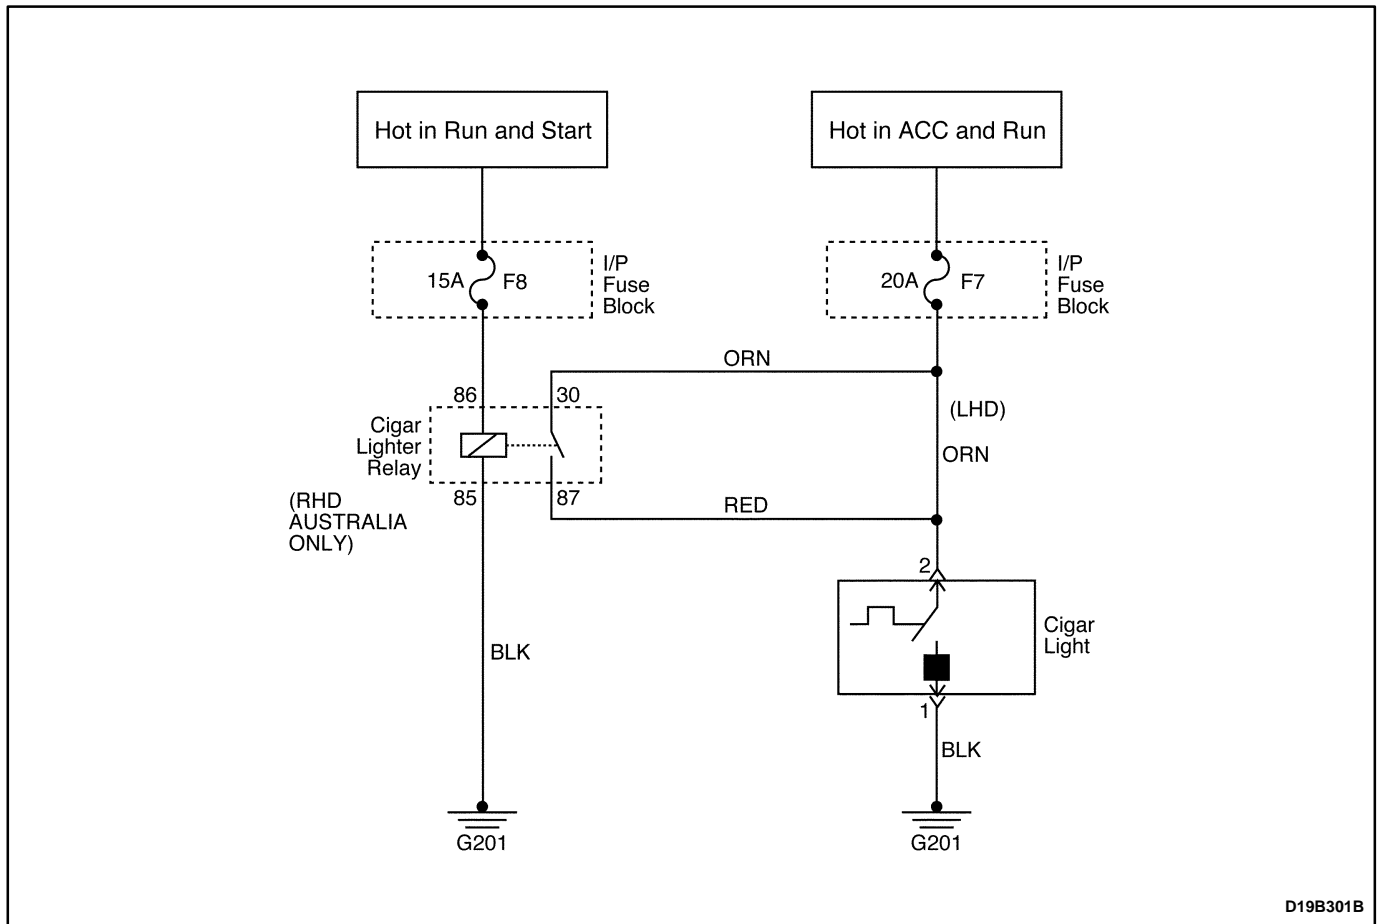 Hot in Run and Start
Hot in ACC and Run
15A
F8
I/P
Fuse
Block
20A
F7
I/P
Fuse
Block
ORN
86
30
(LHD)
Cigar
Lighter
Relay
ORN
85
87
RED
(RHD
AUSTRALIA
ONLY)
2
Cigar
Light
BLK
1
BLK
G201
G201
D19B301B